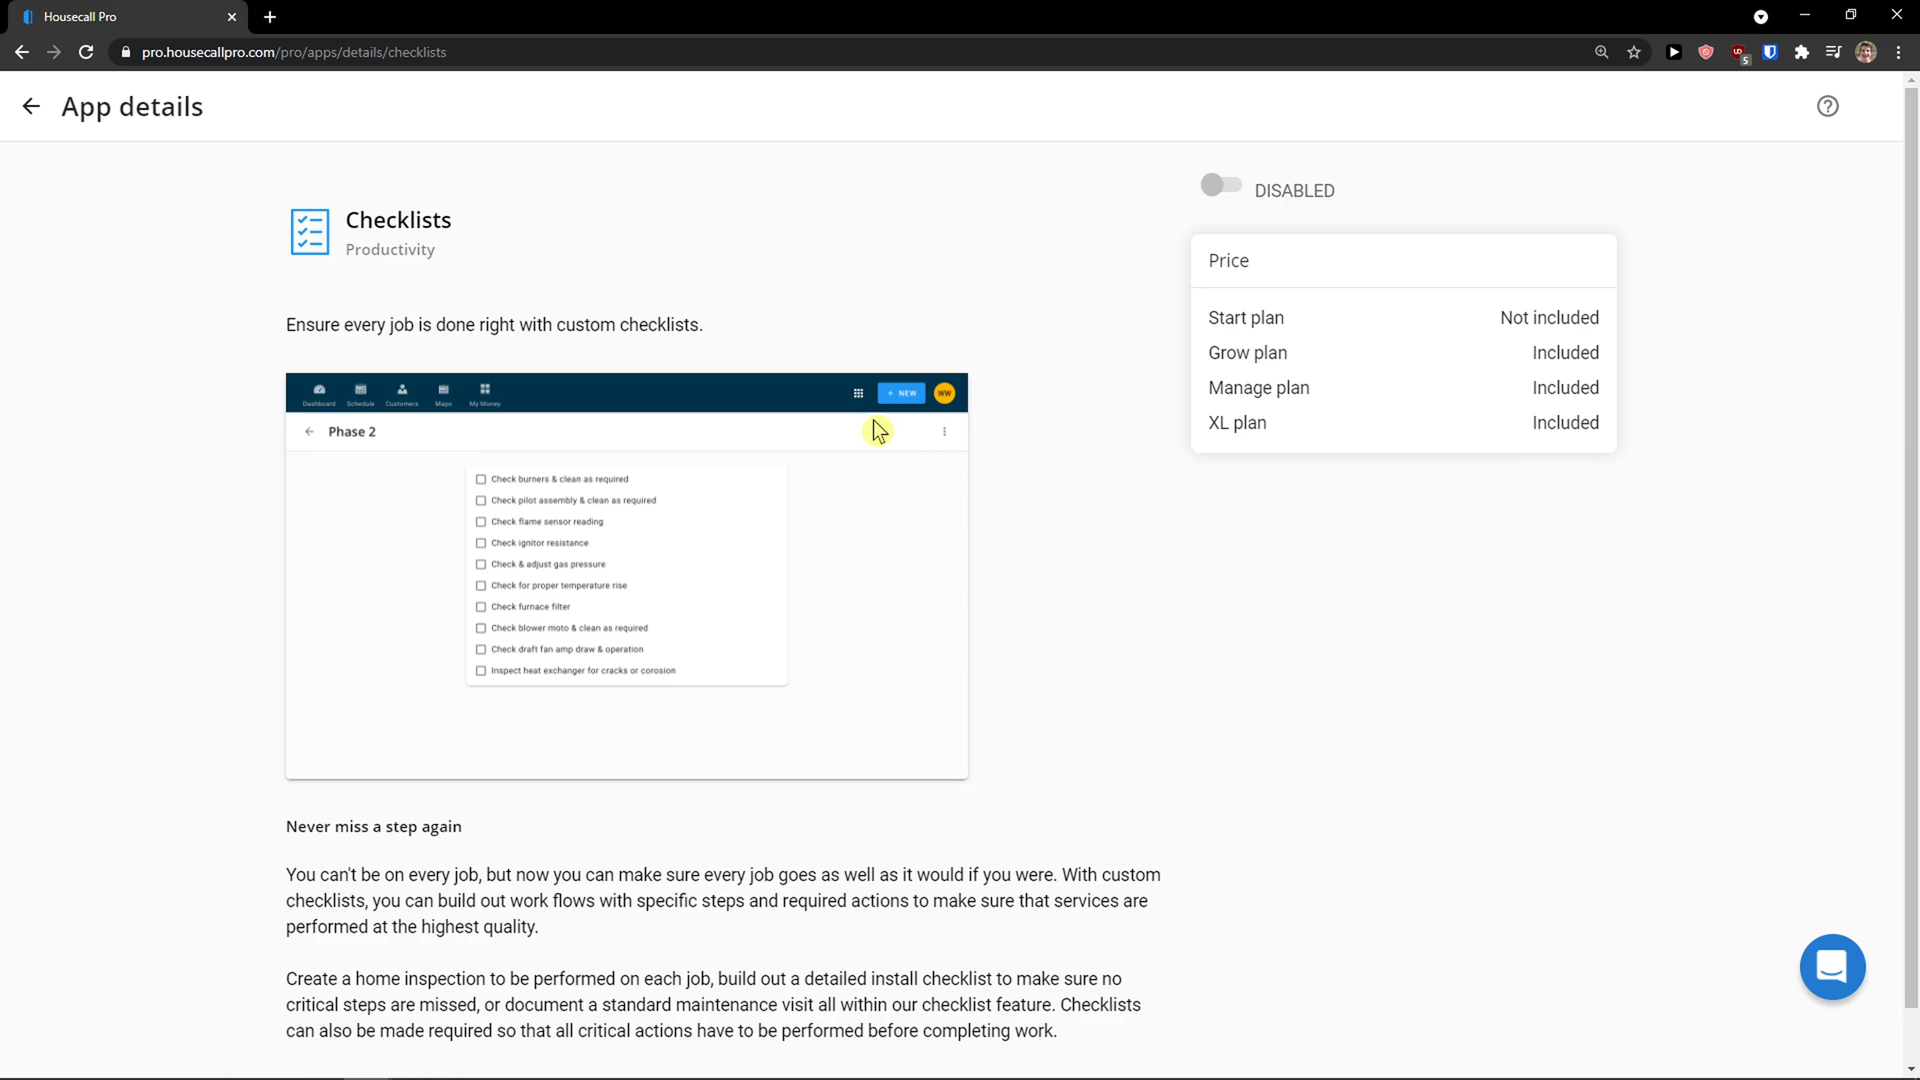 Housecall Pro
pro.housecallpro.com/pro/apps/details/checklists
5
App details
Checklists
Productivity
DISABLED
Price
Start plan Not included
Grow plan Included
Manage plan Included
XL plan Included
Ensure every job is done right with custom checklists.
Dashboard Schedule Customers Maps My Money + NEW WW
Phase 2
Check burners & clean as required
Check pilot assembly & clean as required
Check flame sensor reading
Check ignitor resistance
Check & adjust gas pressure
Check for proper temperature rise
Check furnace filter
Check blower moto & clean as required
Check draft fan amp draw & operation
Inspect heat exchanger for cracks or corosion
Never miss a step again
You can't be on every job, but now you can make sure every job goes as well as it would if you were. With custom
checklists, you can build out work flows with specific steps and required actions to make sure that services are
performed at the highest quality.
Create a home inspection to be performed on each job, build out a detailed install checklist to make sure no
critical steps are missed, or document a standard maintenance visit all within our checklist feature. Checklists
can also be made required so that all critical actions have to be performed before completing work.